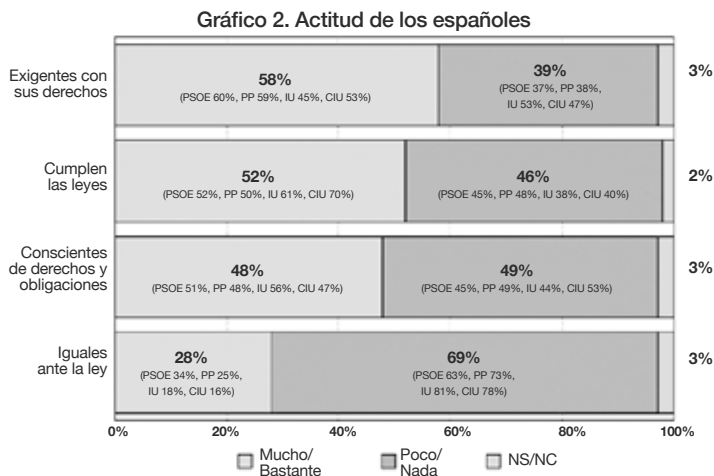 Gráfico 2. Actitud de los españoles
Exigentes con
sus derechos
58%
(PSOE 60%, PP 59%, IU 45%, CIU 53%)
39%
(PSOE 37%, PP 38%,
IU 53%, CIU 47%)
3%
Cumplen
las leyes
52%
(PSOE 52%, PP 50%, IU 61%, CIU 70%)
46%
(PSOE 45%, PP 48%, IU 38%, CIU 40%)
2%
Conscientes
de derechos y
obligaciones
48%
(PSOE 51%, PP 48%, IU 56%, CIU 47%)
49%
(PSOE 45%, PP 49%, IU 44%, CIU 53%)
3%
Iguales
ante la ley
28%
(PSOE 34%, PP 25%,
IU 18%, CIU 16%)
69%
(PSOE 63%, PP 73%,
IU 81%, CIU 78%)
3%
0% 20% 40% 60% 80% 100%
Mucho/
Bastante
Poco/
Nada
NS/NC